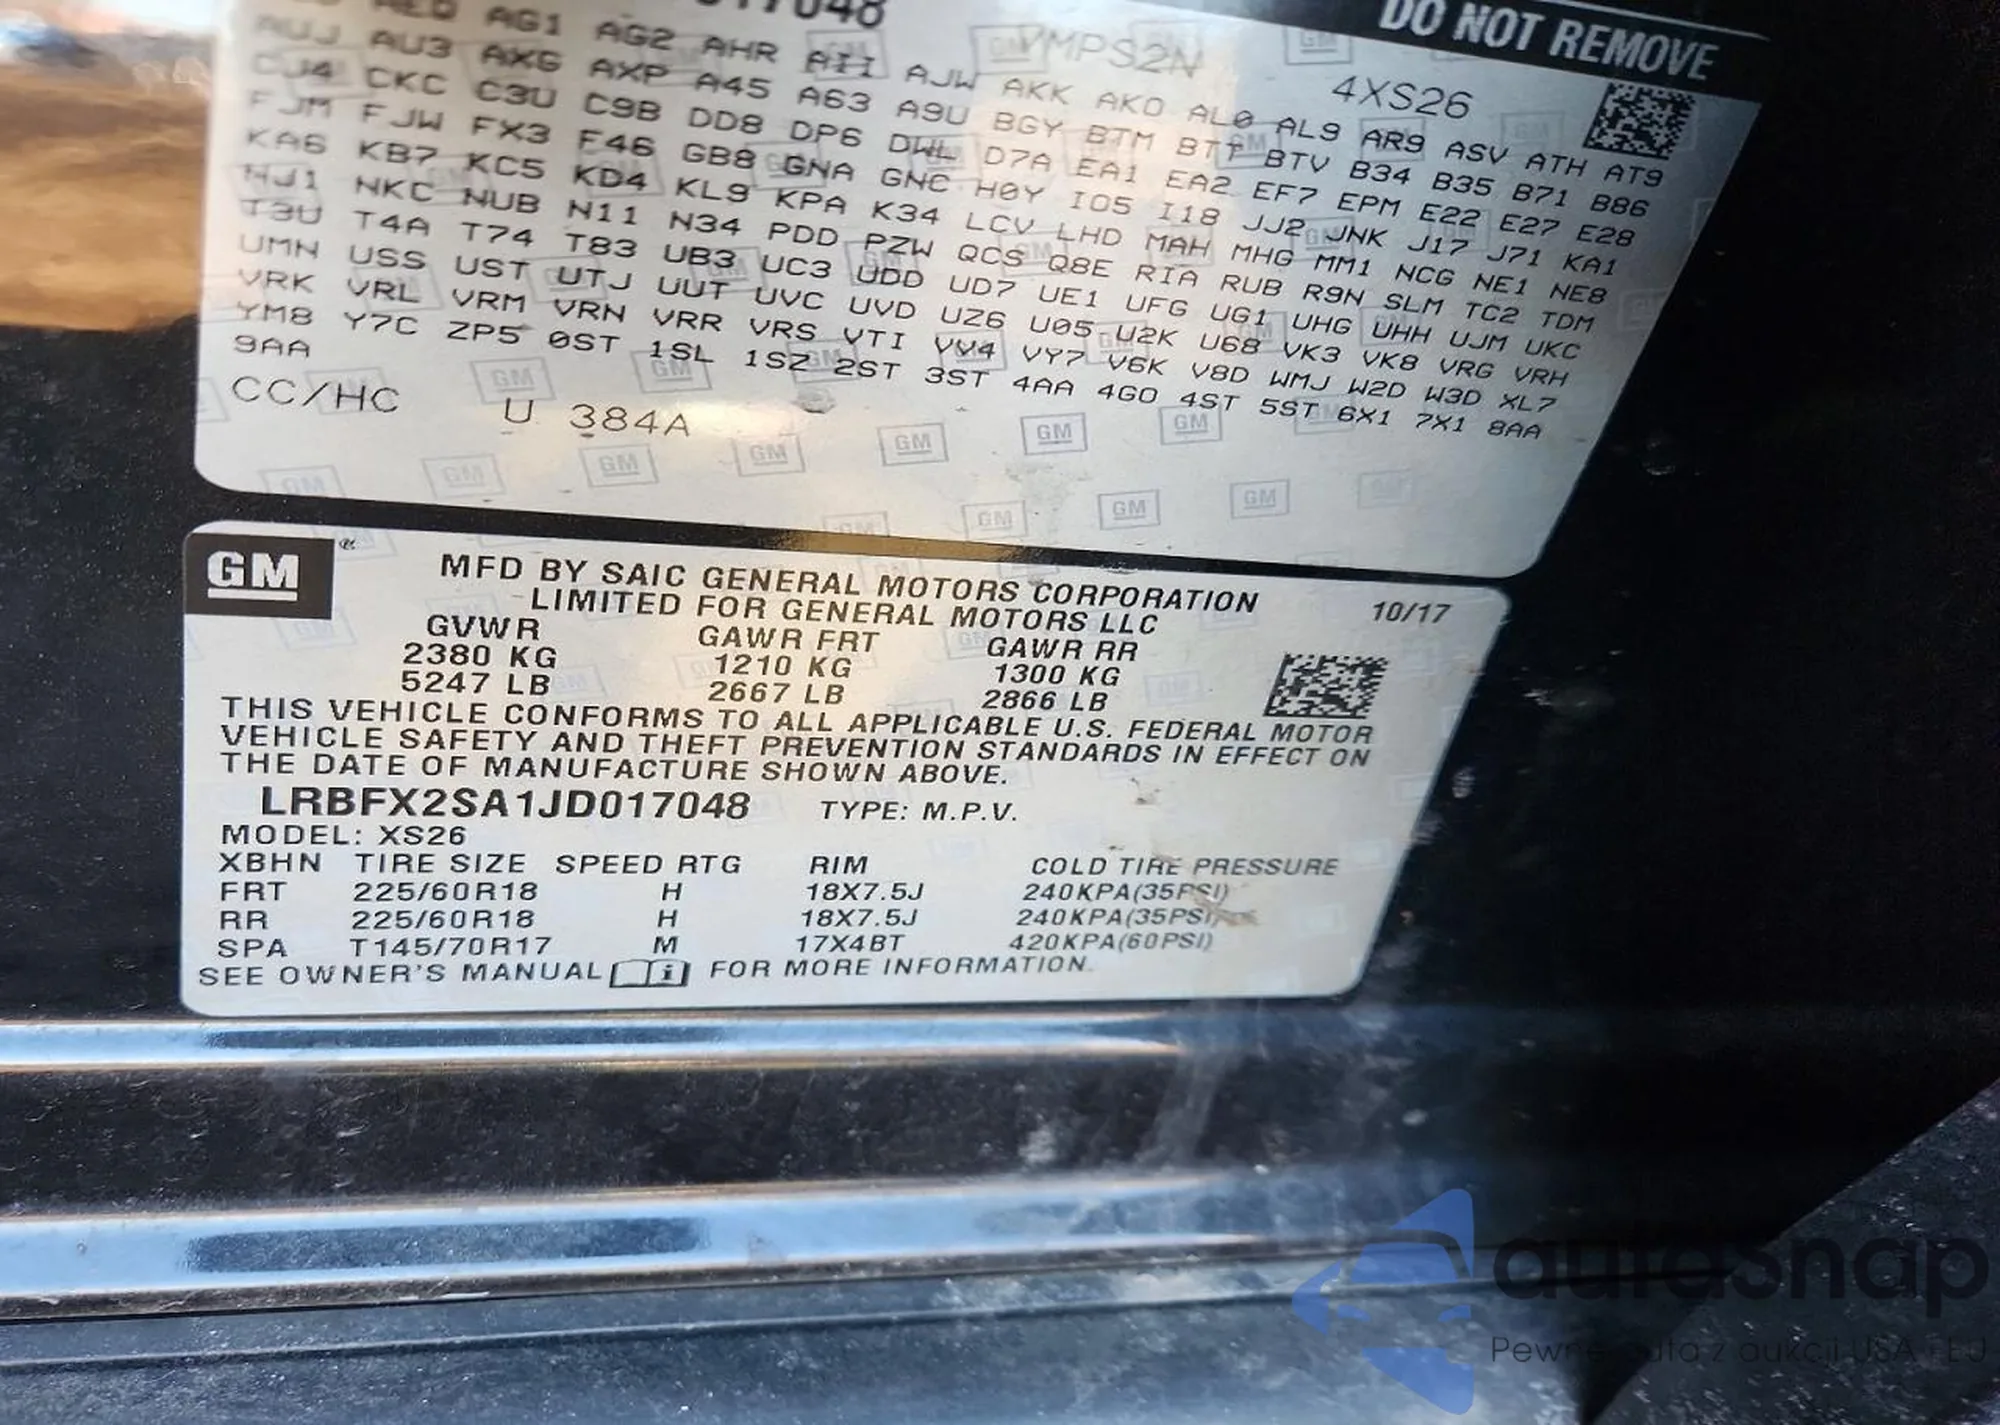 017048
DO NOT REMOVE
VMPS2N
4XS26
AEQ AG1 AG2 AHR AII AJW AKK AKO AL0 AL9 AR9 ASV ATH AT9
AUJ AU3 AXG AXP A45 A63 A9U BGY BTM BTT BTV B34 B35 B71 B86
CJ4 CKC C3U C9B DD8 DP6 DWL D7A EA1 EA2 EF7 EPM E22 E27 E28
FJM FJW FX3 F46 GB8 GNA GNC H0Y IO5 I18 JJ2 JNK J17 J71 KA1
KA6 KB7 KC5 KD4 KL9 KPA K34 LCV LHD MAH MHG MM1 NCG NE1 NE8
NJ1 NKC NUB N11 N34 PDD PZW QCS Q8E RIA RUB R9N SLM TC2 TDM
T3U T4A T74 T83 UB3 UC3 UDD UD7 UE1 UFG UG1 UHG UHH UJM UKC
UMN USS UST UTJ UUT UVC UVD UZ6 U05 U2K U68 VK3 VK8 VRG VRH
VRK VRL VRM VRN VRR VRS VTI VV4 VY7 V6K V8D WMJ W2D W3D XL7
YM8 Y7C ZP5 0ST 1SL 1SZ 2ST 3ST 4AA 4GO 4ST 5ST 6X1 7X1 8AA
9AA
CC/HC U 384A
GM
MFD BY SAIC GENERAL MOTORS CORPORATION
LIMITED FOR GENERAL MOTORS LLC
10/17
GVWR GAWR FRT GAWR RR
2380 KG 1210 KG 1300 KG
5247 LB 2667 LB 2866 LB
THIS VEHICLE CONFORMS TO ALL APPLICABLE U.S. FEDERAL MOTOR
VEHICLE SAFETY AND THEFT PREVENTION STANDARDS IN EFFECT ON
THE DATE OF MANUFACTURE SHOWN ABOVE.
LRBFX2SA1JD017048 TYPE: M.P.V.
MODEL: XS26
XBHN TIRE SIZE SPEED RTG RIM COLD TIRE PRESSURE
FRT 225/60R18 H 18X7.5J 240KPA(35PSI)
RR 225/60R18 H 18X7.5J 240KPA(35PSI)
SPA T145/70R17 M 17X4BT 420KPA(60PSI)
SEE OWNER'S MANUAL FOR MORE INFORMATION.
autosnap
Pewne auta z aukcji USA i EU